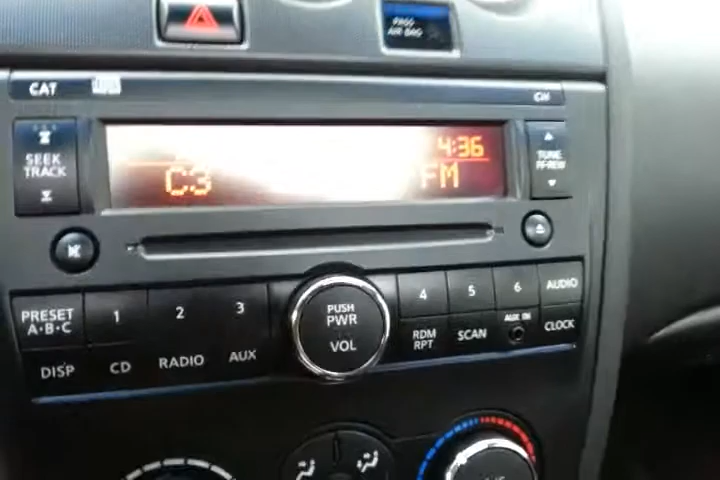 PASS
AIR BAG
CAT
CH
SEEK
TRACK
4:36
C3
FM
TUNE
FF·REW
PRESET
A·B·C
1
2
3
PUSH
PWR
VOL
4
5
6
AUDIO
DISP
CD
RADIO
AUX
RDM
RPT
SCAN
AUX IN
CLOCK